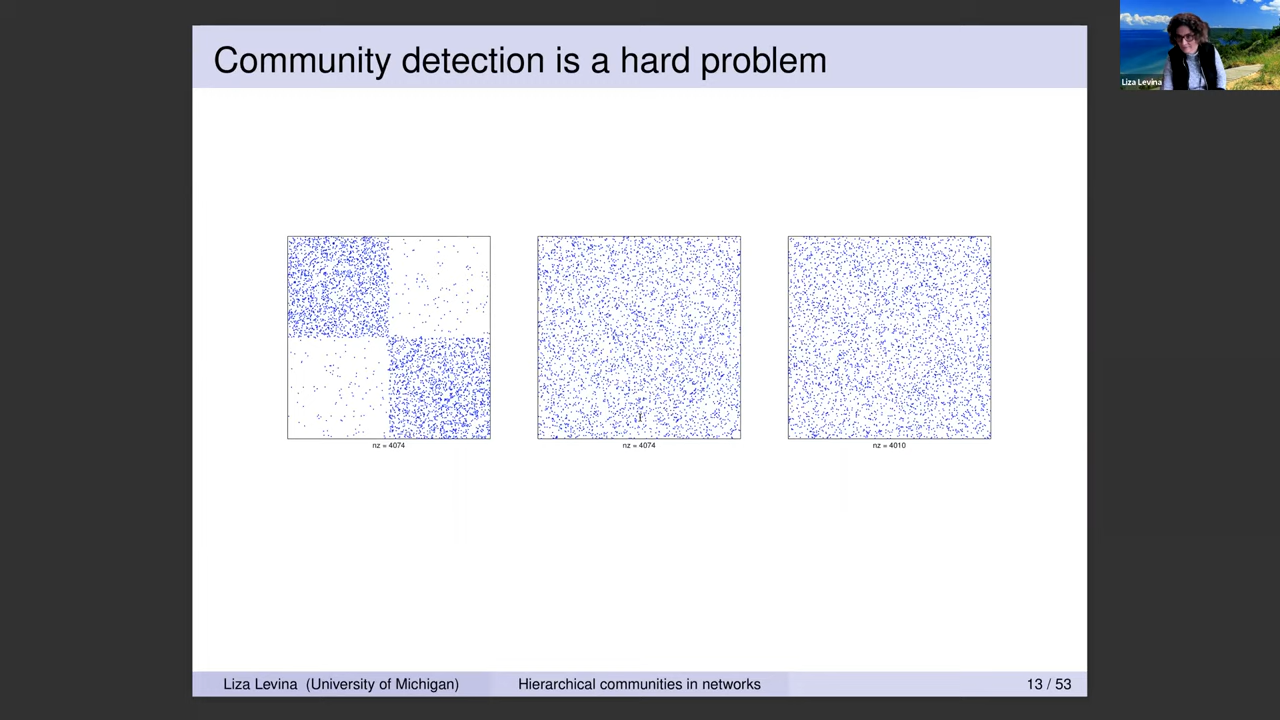 Community detection is a hard problem
Liza Levina
nz = 4074
nz = 4074
nz = 4010
Liza Levina (University of Michigan)
Hierarchical communities in networks
13 / 53